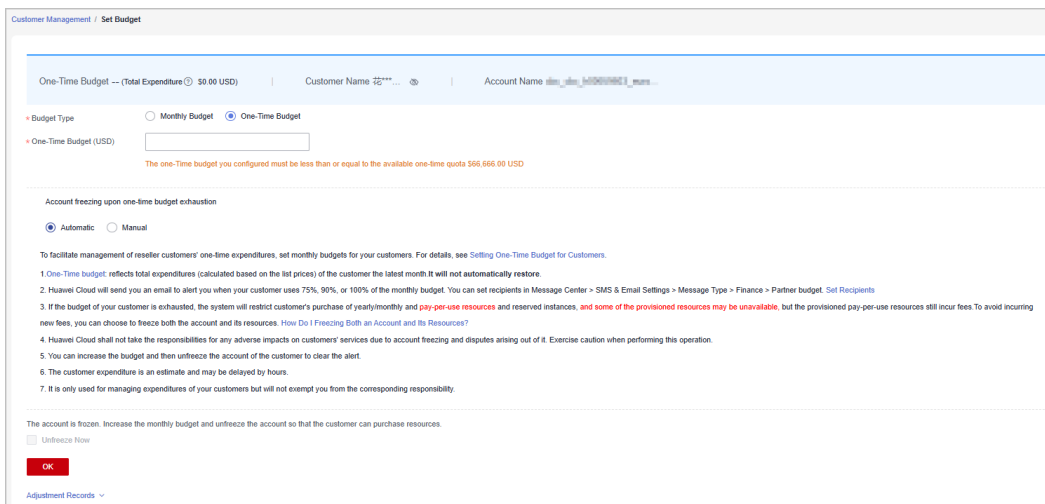 Customer Management / Set Budget
One-Time Budget -- (Total Expenditure ? $0.00 USD) | Customer Name 花***... | Account Name
* Budget Type Monthly Budget One-Time Budget
* One-Time Budget (USD)
The one-Time budget you configured must be less than or equal to the available one-time quota $66,666.00 USD
Account freezing upon one-time budget exhaustion
Automatic Manual
To facilitate management of reseller customers' one-time expenditures, set monthly budgets for your customers. For details, see Setting One-Time Budget for Customers.
1.One-Time budget: reflects total expenditures (calculated based on the list prices) of the customer the latest month.It will not automatically restore.
2. Huawei Cloud will send you an email to alert you when your customer uses 75%, 90%, or 100% of the monthly budget. You can set recipients in Message Center > SMS & Email Settings > Message Type > Finance > Partner budget. Set Recipients
3. If the budget of your customer is exhausted, the system will restrict customer's purchase of yearly/monthly and pay-per-use resources and reserved instances, and some of the provisioned resources may be unavailable, but the provisioned pay-per-use resources still incur fees.To avoid incurring
new fees, you can choose to freeze both the account and its resources. How Do I Freezing Both an Account and Its Resources?
4. Huawei Cloud shall not take the responsibilities for any adverse impacts on customers' services due to account freezing and disputes arising out of it. Exercise caution when performing this operation.
5. You can increase the budget and then unfreeze the account of the customer to clear the alert.
6. The customer expenditure is an estimate and may be delayed by hours.
7. It is only used for managing expenditures of your customers but will not exempt you from the corresponding responsibility.
The account is frozen. Increase the monthly budget and unfreeze the account so that the customer can purchase resources.
Unfreeze Now
OK
Adjustment Records